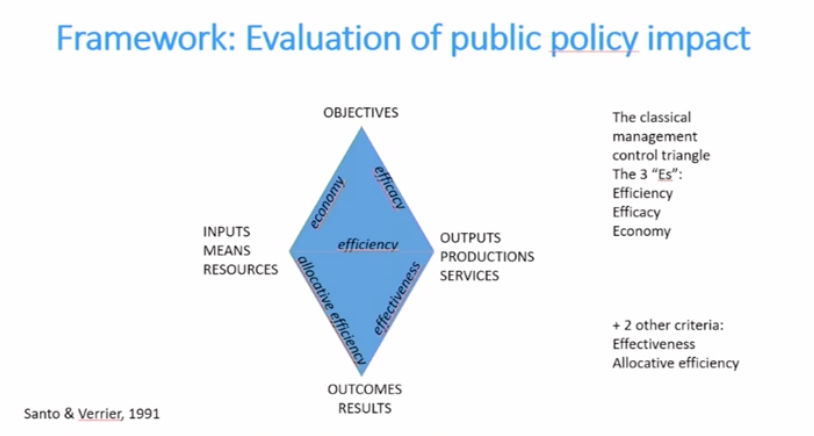 Framework: Evaluation of public policy impact
OBJECTIVES
economy
efficacy
efficiency
INPUTS
MEANS
RESOURCES
OUTPUTS
PRODUCTIONS
SERVICES
allocative efficiency
effectiveness
OUTCOMES
RESULTS
The classical
management
control triangle
The 3 “Es”:
Efficiency
Efficacy
Economy
+ 2 other criteria:
Effectiveness
Allocative efficiency
Santo & Verrier, 1991